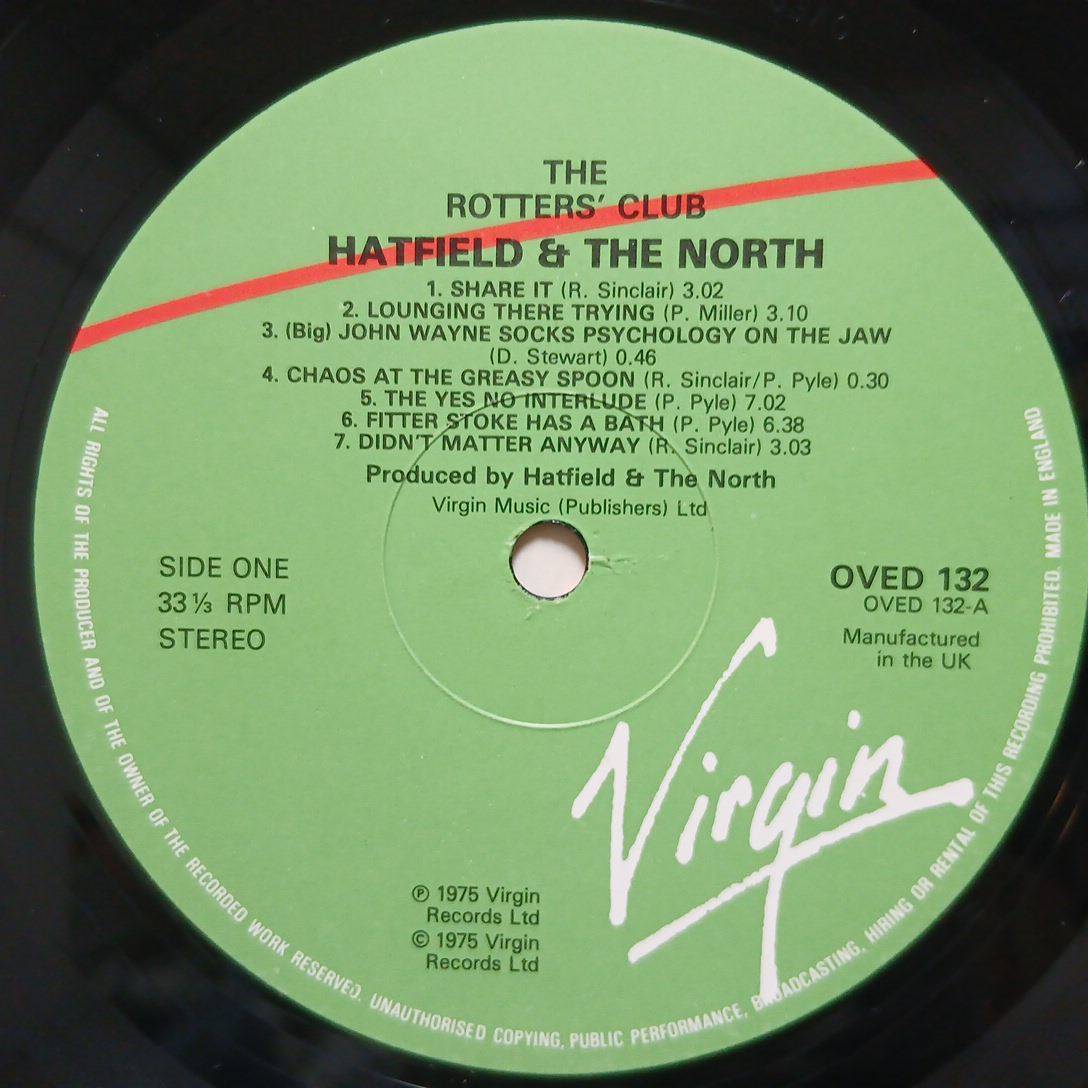 THE
ROTTERS' CLUB
HATFIELD & THE NORTH
1. SHARE IT (R. Sinclair) 3.02
2. LOUNGING THERE TRYING (P. Miller) 3.10
3. (Big) JOHN WAYNE SOCKS PSYCHOLOGY ON THE JAW
(D. Stewart) 0.46
4. CHAOS AT THE GREASY SPOON (R. Sinclair/P. Pyle) 0.30
5. THE YES NO INTERLUDE (P. Pyle) 7.02
6. FITTER STOKE HAS A BATH (P. Pyle) 6.38
7. DIDN'T MATTER ANYWAY (R. Sinclair) 3.03
Produced by Hatfield & The North
Virgin Music (Publishers) Ltd
SIDE ONE
33⅓ RPM
STEREO
OVED 132
OVED 132-A
Manufactured
in the UK
Virgin
℗ 1975 Virgin
Records Ltd
© 1975 Virgin
Records Ltd
ALL RIGHTS OF THE PRODUCER AND OF THE OWNER OF THE RECORDED WORK RESERVED. UNAUTHORISED COPYING, PUBLIC PERFORMANCE, BROADCASTING, HIRING OR RENTAL OF THIS RECORDING PROHIBITED. MADE IN ENGLAND